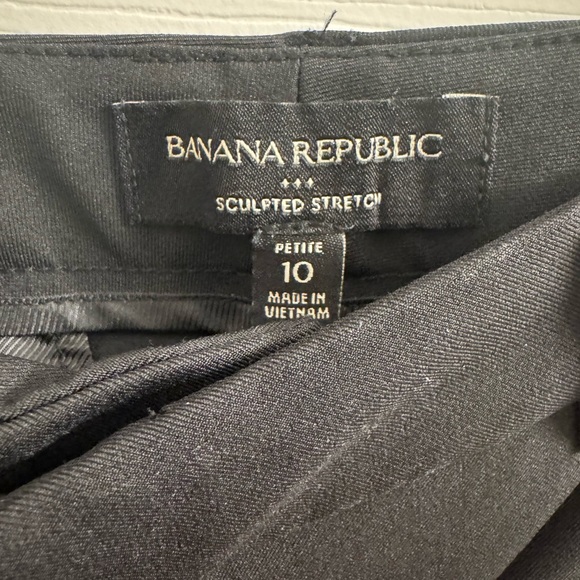 BANANA REPUBLIC
SCULPTED STRETCH
PETITE
10
MADE IN
VIETNAM